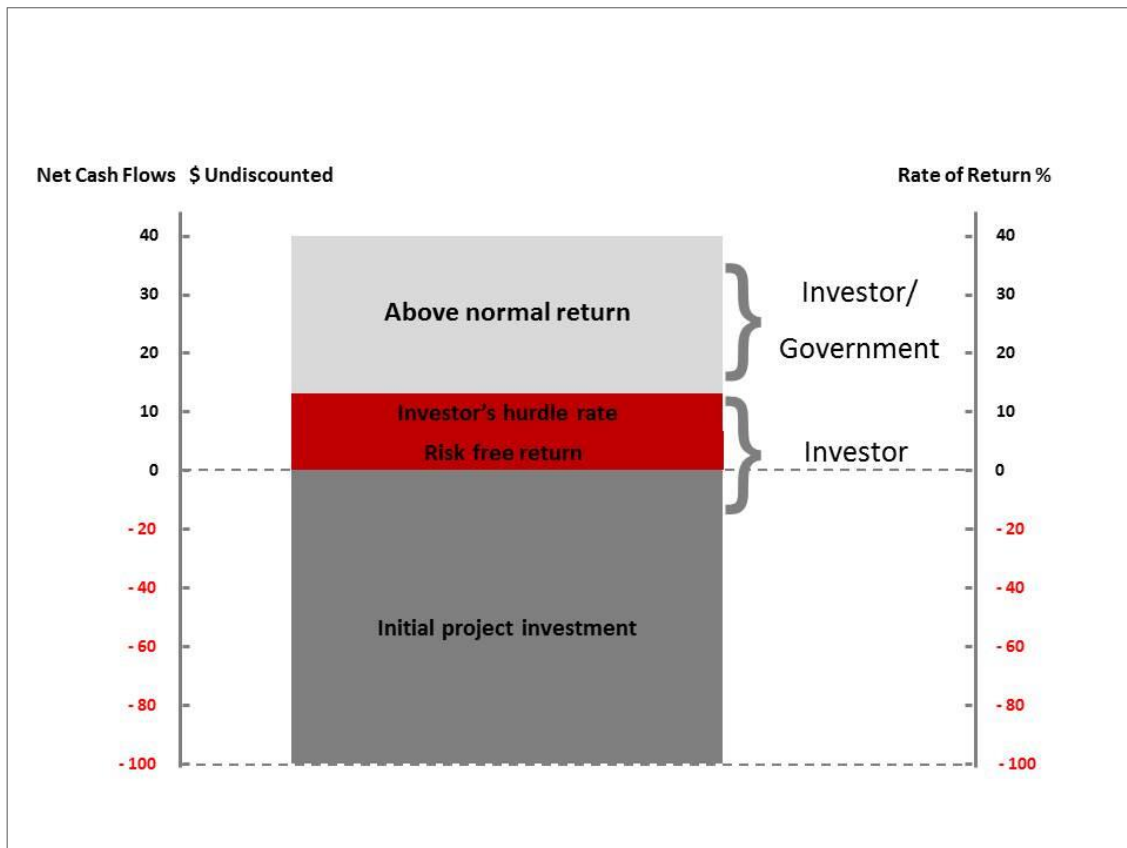 Net Cash Flows $ Undiscounted
Rate of Return %
40
40
30
Above normal return
Investor/
30
20
Government
20
10
Investor's hurdle rate
10
Risk free return
Investor
0
0
- 20
- 20
- 40
- 40
Initial project investment
- 60
- 60
- 80
- 80
- 100
- 100